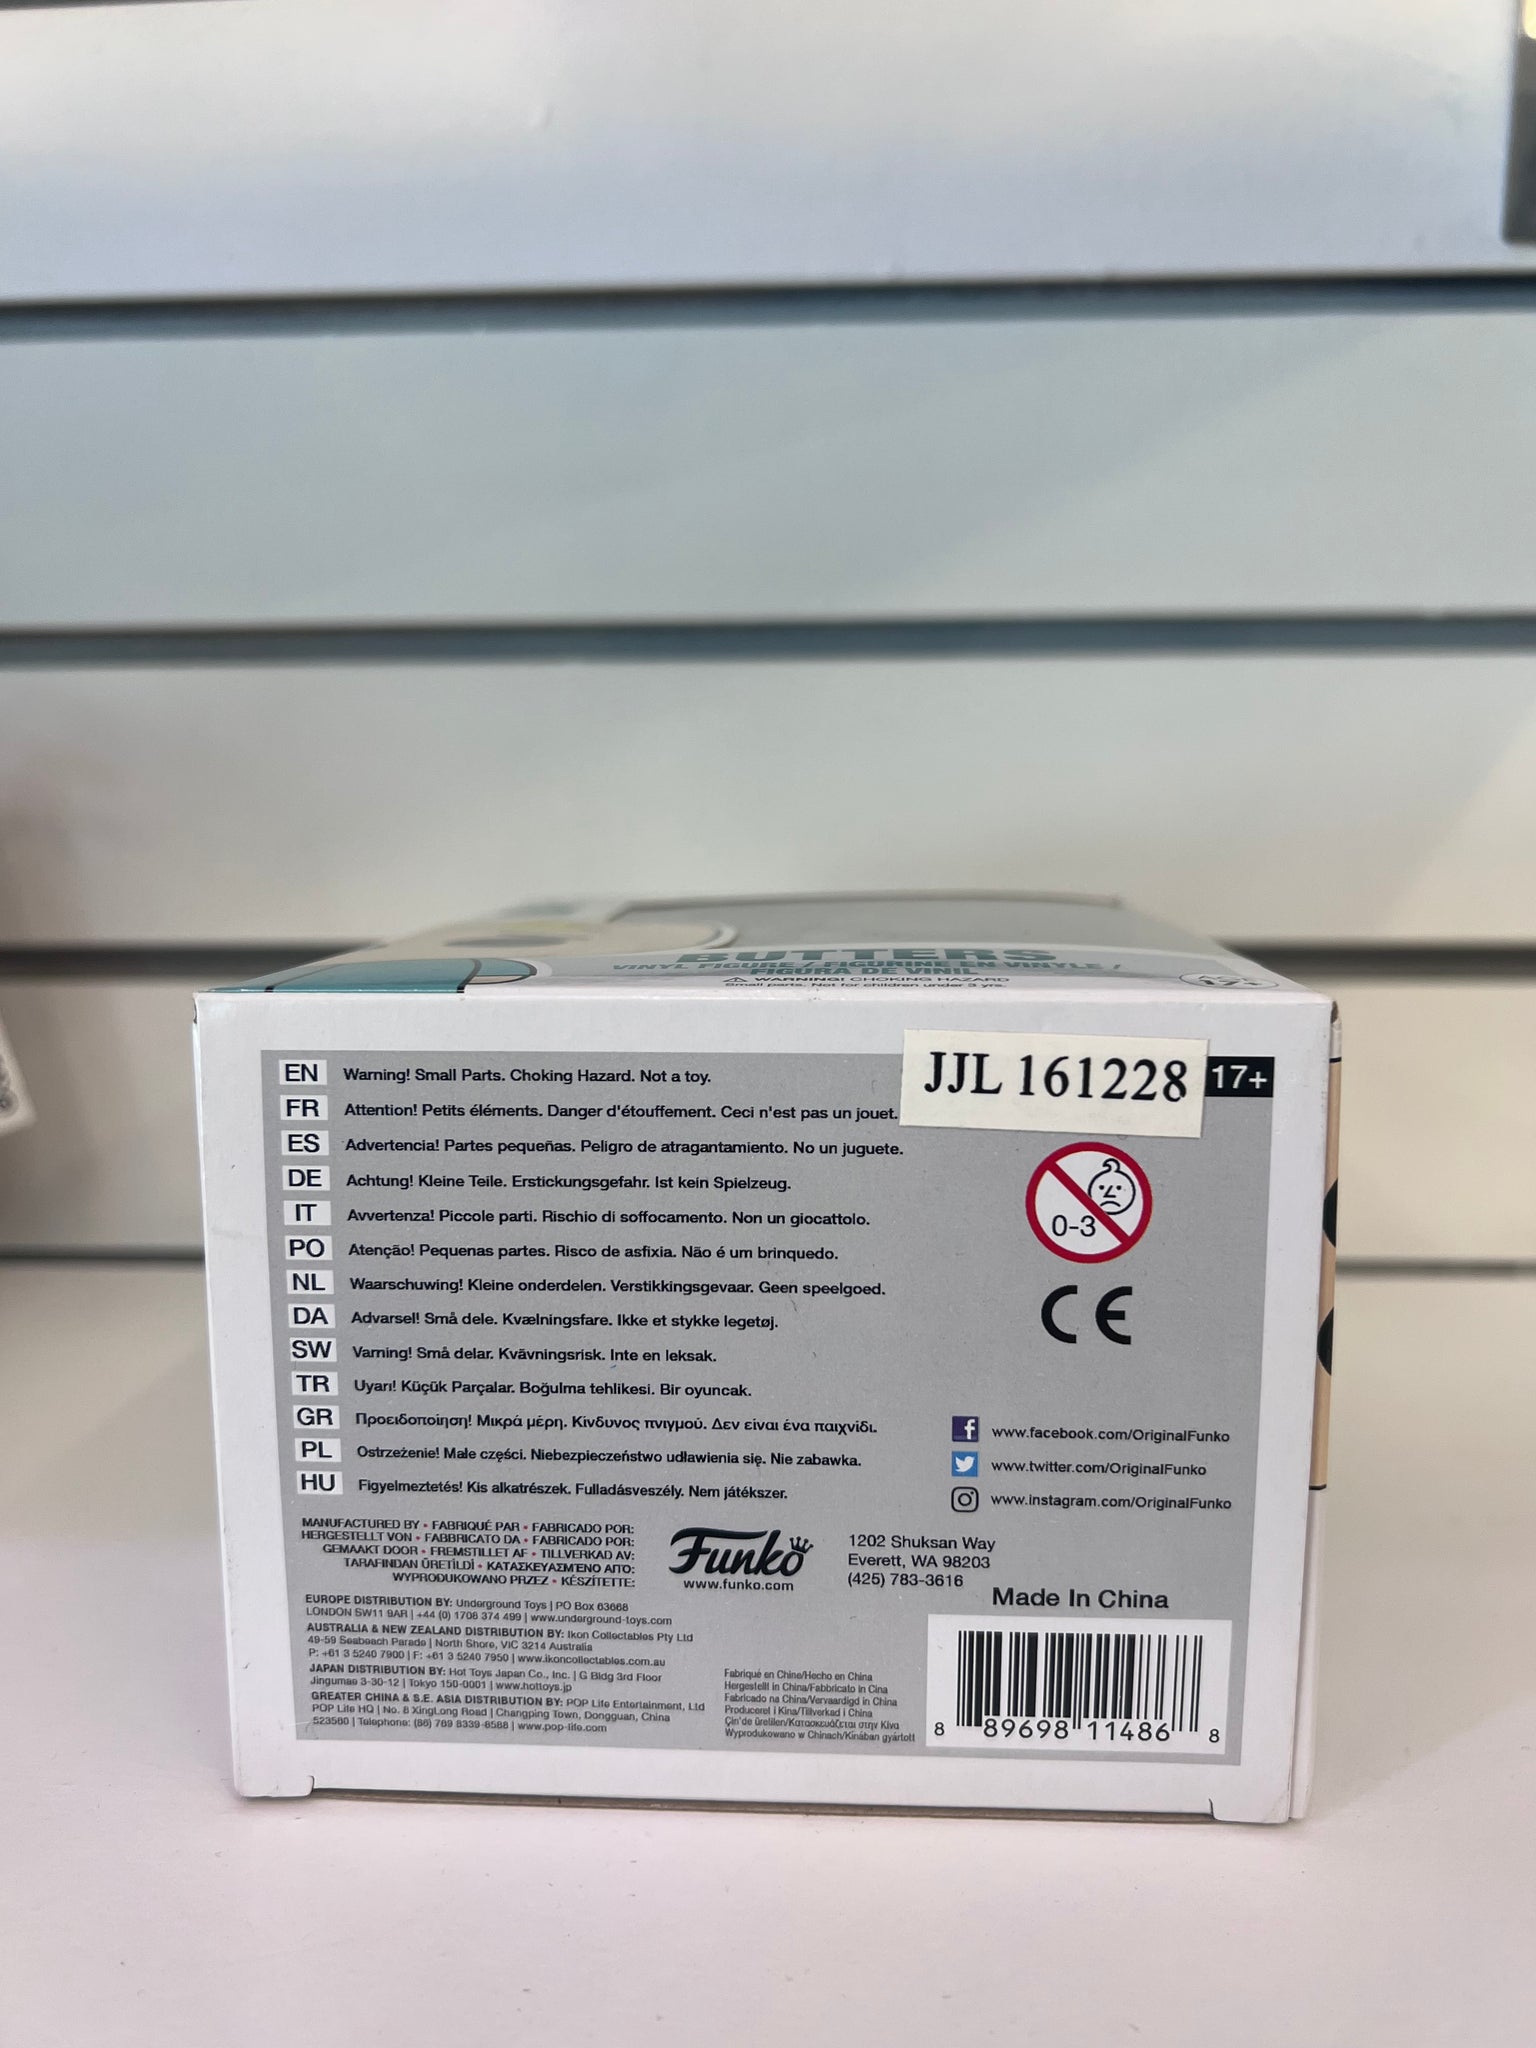 BUTTERS
VINYL FIGURE / FIGURINE EN VINYLE /
FIGURA DE VINIL
WARNING! CHOKING HAZARD
Small parts. Not for children under 3 yrs.
17+
JJL 161228
17+
EN Warning! Small Parts. Choking Hazard. Not a toy.
FR Attention! Petits éléments. Danger d'étouffement. Ceci n'est pas un jouet.
ES Advertencia! Partes pequeñas. Peligro de atragantamiento. No un juguete.
DE Achtung! Kleine Teile. Erstickungsgefahr. Ist kein Spielzeug.
IT Avvertenza! Piccole parti. Rischio di soffocamento. Non un giocattolo.
PO Atenção! Pequenas partes. Risco de asfixia. Não é um brinquedo.
NL Waarschuwing! Kleine onderdelen. Verstikkingsgevaar. Geen speelgoed.
DA Advarsel! Små dele. Kvælningsfare. Ikke et stykke legetøj.
SW Varning! Små delar. Kvävningsrisk. Inte en leksak.
TR Uyarı! Küçük Parçalar. Boğulma tehlikesi. Bir oyuncak.
GR Προειδοποίηση! Μικρά μέρη. Κίνδυνος πνιγμού. Δεν είναι ένα παιχνίδι.
PL Ostrzeżenie! Małe części. Niebezpieczeństwo udławienia się. Nie zabawka.
HU Figyelmeztetés! Kis alkatrészek. Fulladásveszély. Nem játékszer.
0-3
CE
www.facebook.com/OriginalFunko
www.twitter.com/OriginalFunko
www.instagram.com/OriginalFunko
MANUFACTURED BY • FABRIQUÉ PAR • FABRICADO POR:
HERGESTELLT VON • FABBRICATO DA • FABRICADO POR:
GEMAAKT DOOR • FREMSTILLET AF • TILLVERKAD AV:
TARAFINDAN ÜRETİLDİ • ΚΑΤΑΣΚΕΥΑΣΜΈΝΟ ΑΠΌ:
WYPRODUKOWANO PRZEZ • KÉSZÍTETTE:
Funko
www.funko.com
1202 Shuksan Way
Everett, WA 98203
(425) 783-3616
Made In China
EUROPE DISTRIBUTION BY: Underground Toys | PO Box 63668
LONDON SW11 9AR | +44 (0) 1708 374 499 | www.underground-toys.com
AUSTRALIA & NEW ZEALAND DISTRIBUTION BY: Ikon Collectables Pty Ltd
49-59 Seabeach Parade | North Shore, VIC 3214 Australia
P: +61 3 5240 7900 | F: +61 3 5240 7950 | www.ikoncollectables.com.au
JAPAN DISTRIBUTION BY: Hot Toys Japan Co., Inc. | G Bldg 3rd Floor
Jingumae 3-30-12 | Tokyo 150-0001 | www.hottoys.jp
GREATER CHINA & S.E. ASIA DISTRIBUTION BY: POP Life Entertainment, Ltd
POP Life HQ | No. 8 XingLong Road | Changping Town, Dongguan, China
523560 | Telephone: (86) 769 8339 8588 | www.pop-life.com
Fabriqué en Chine/Hecho en China
Hergestellt in China/Fabbricato in Cina
Fabricado na China/Vervaardigd in China
Produceret i Kina/Tillverkad i China
Çin'de üretilen/Κατασκευάζεται στην Κίνα
Wyprodukowano w Chinach/Kínában gyártott
8 89698 11486 8